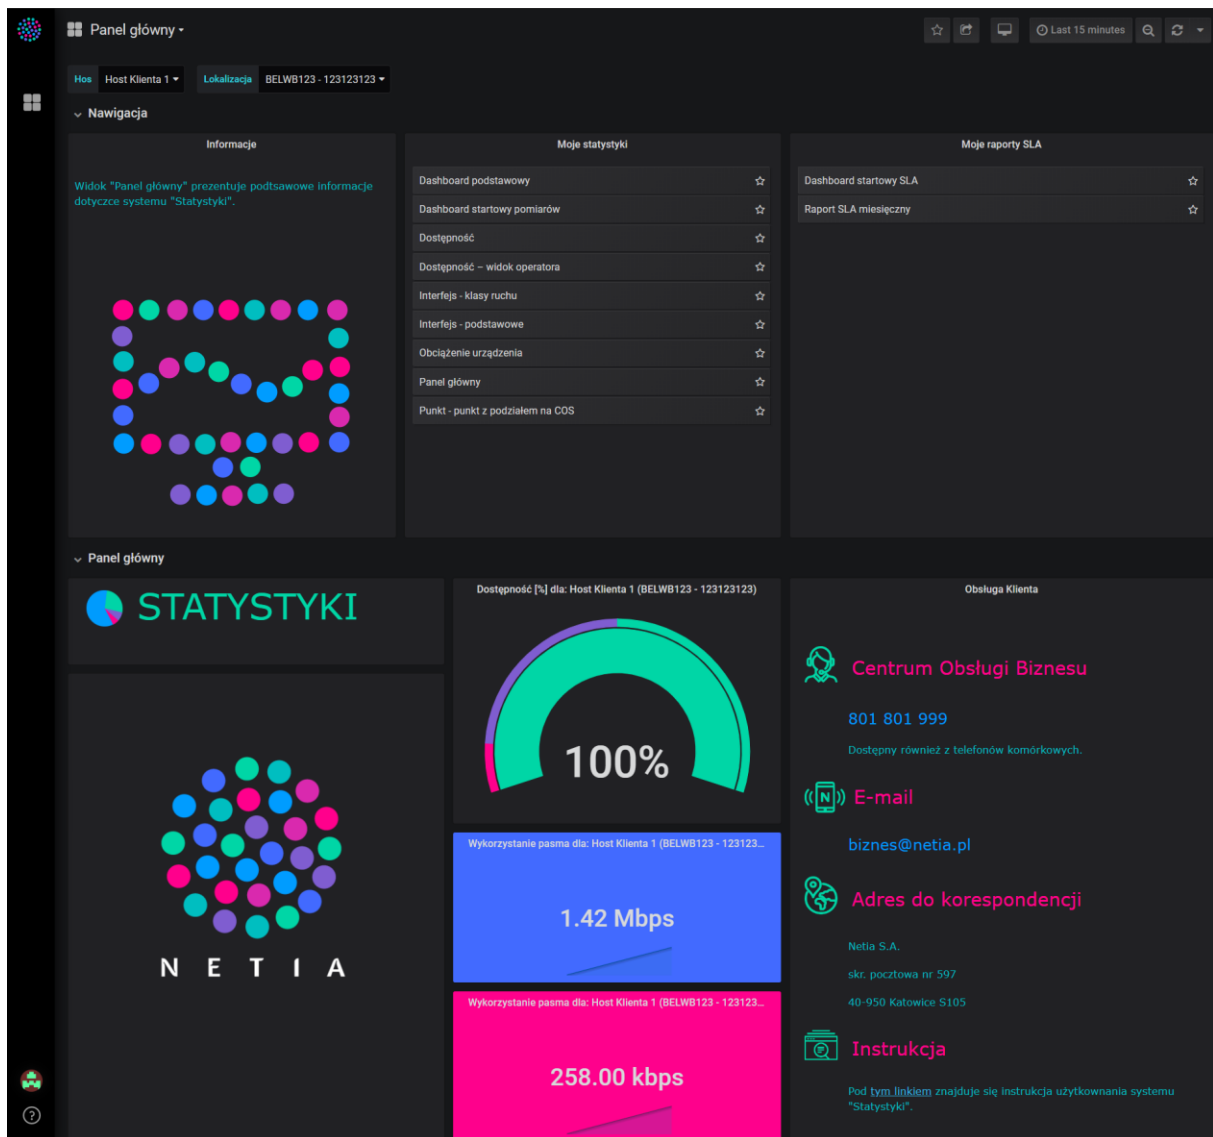 Panel główny
Last 15 minutes
Hos Host Klienta 1 Lokalizacja BELWB123 - 123123123
Nawigacja
Informacje
Widok "Panel główny" prezentuje podtsawowe informacje
dotyczce systemu "Statystyki".
Moje statystyki
Dashboard podstawowy
Dashboard startowy pomiarów
Dostępność
Dostępność – widok operatora
Interfejs - klasy ruchu
Interfejs - podstawowe
Obciążenie urządzenia
Panel główny
Punkt - punkt z podziałem na COS
Moje raporty SLA
Dashboard startowy SLA
Raport SLA miesięczny
Panel główny
STATYSTYKI
NETIA
Dostępność [%] dla: Host Klienta 1 (BELWB123 - 123123123)
100%
Wykorzystanie pasma dla: Host Klienta 1 (BELWB123 - 123123...
1.42 Mbps
Wykorzystanie pasma dla: Host Klienta 1 (BELWB123 - 123123...
258.00 kbps
Obsługa Klienta
Centrum Obsługi Biznesu
801 801 999
Dostępny również z telefonów komórkowych.
N
E-mail
biznes@netia.pl
Adres do korespondencji
Netia S.A.
skr. pocztowa nr 597
40-950 Katowice S105
Instrukcja
Pod tym linkiem znajduje się instrukcja użytkownania systemu
"Statystyki".
?